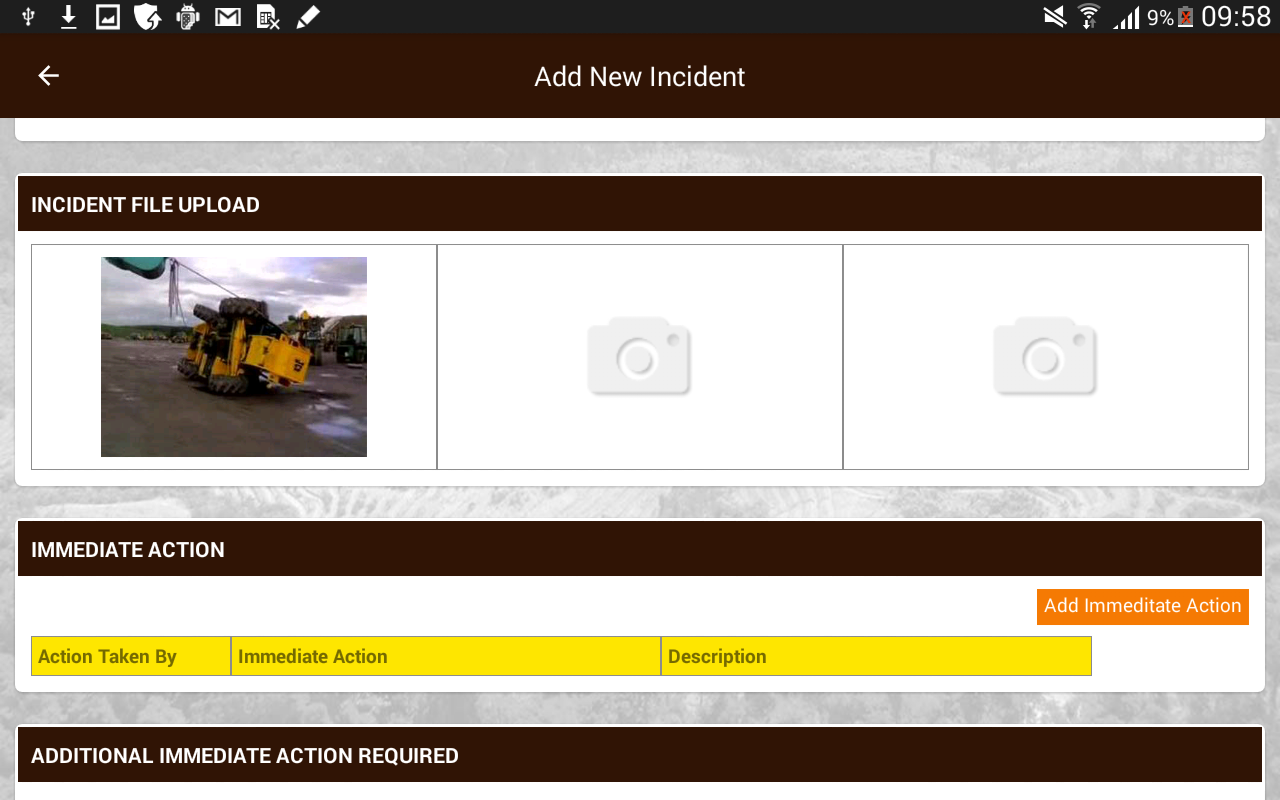 9% 09:58
Add New Incident
INCIDENT FILE UPLOAD
IMMEDIATE ACTION
Add Immeditate Action
Action Taken By Immediate Action Description
ADDITIONAL IMMEDIATE ACTION REQUIRED